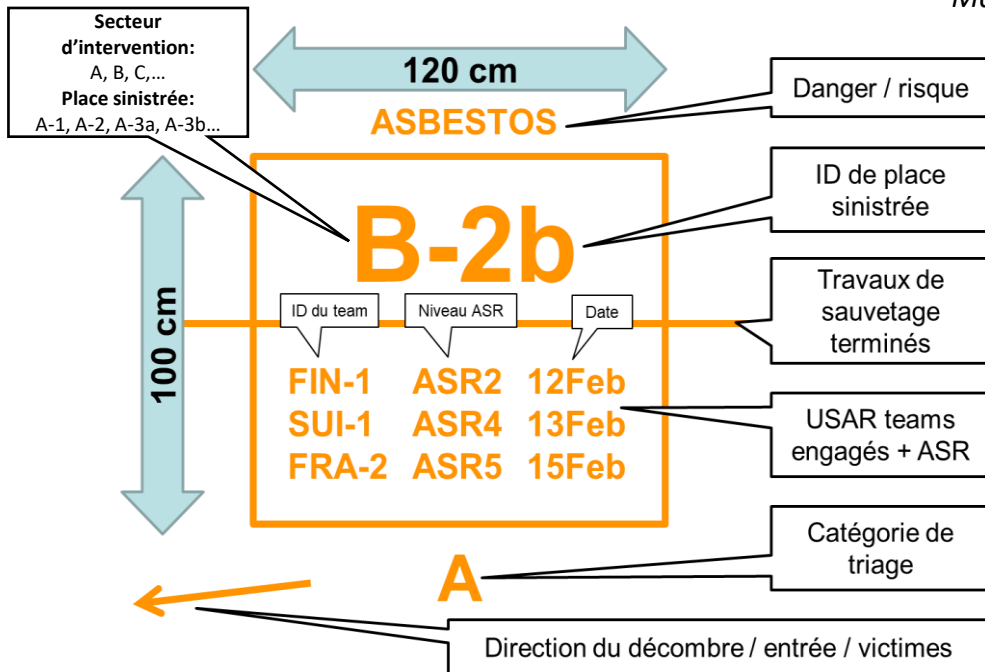 Secteur
d’intervention:
A, B, C,…
Place sinistrée:
A-1, A-2, A-3a, A-3b…
120 cm
ASBESTOS
Danger / risque
100 cm
B-2b
ID de place
sinistrée
ID du team
Niveau ASR
Date
Travaux de
sauvetage
terminés
FIN-1 ASR2 12Feb
SUI-1 ASR4 13Feb
FRA-2 ASR5 15Feb
USAR teams
engagés + ASR
A
Catégorie de
triage
Direction du décombre / entrée / victimes